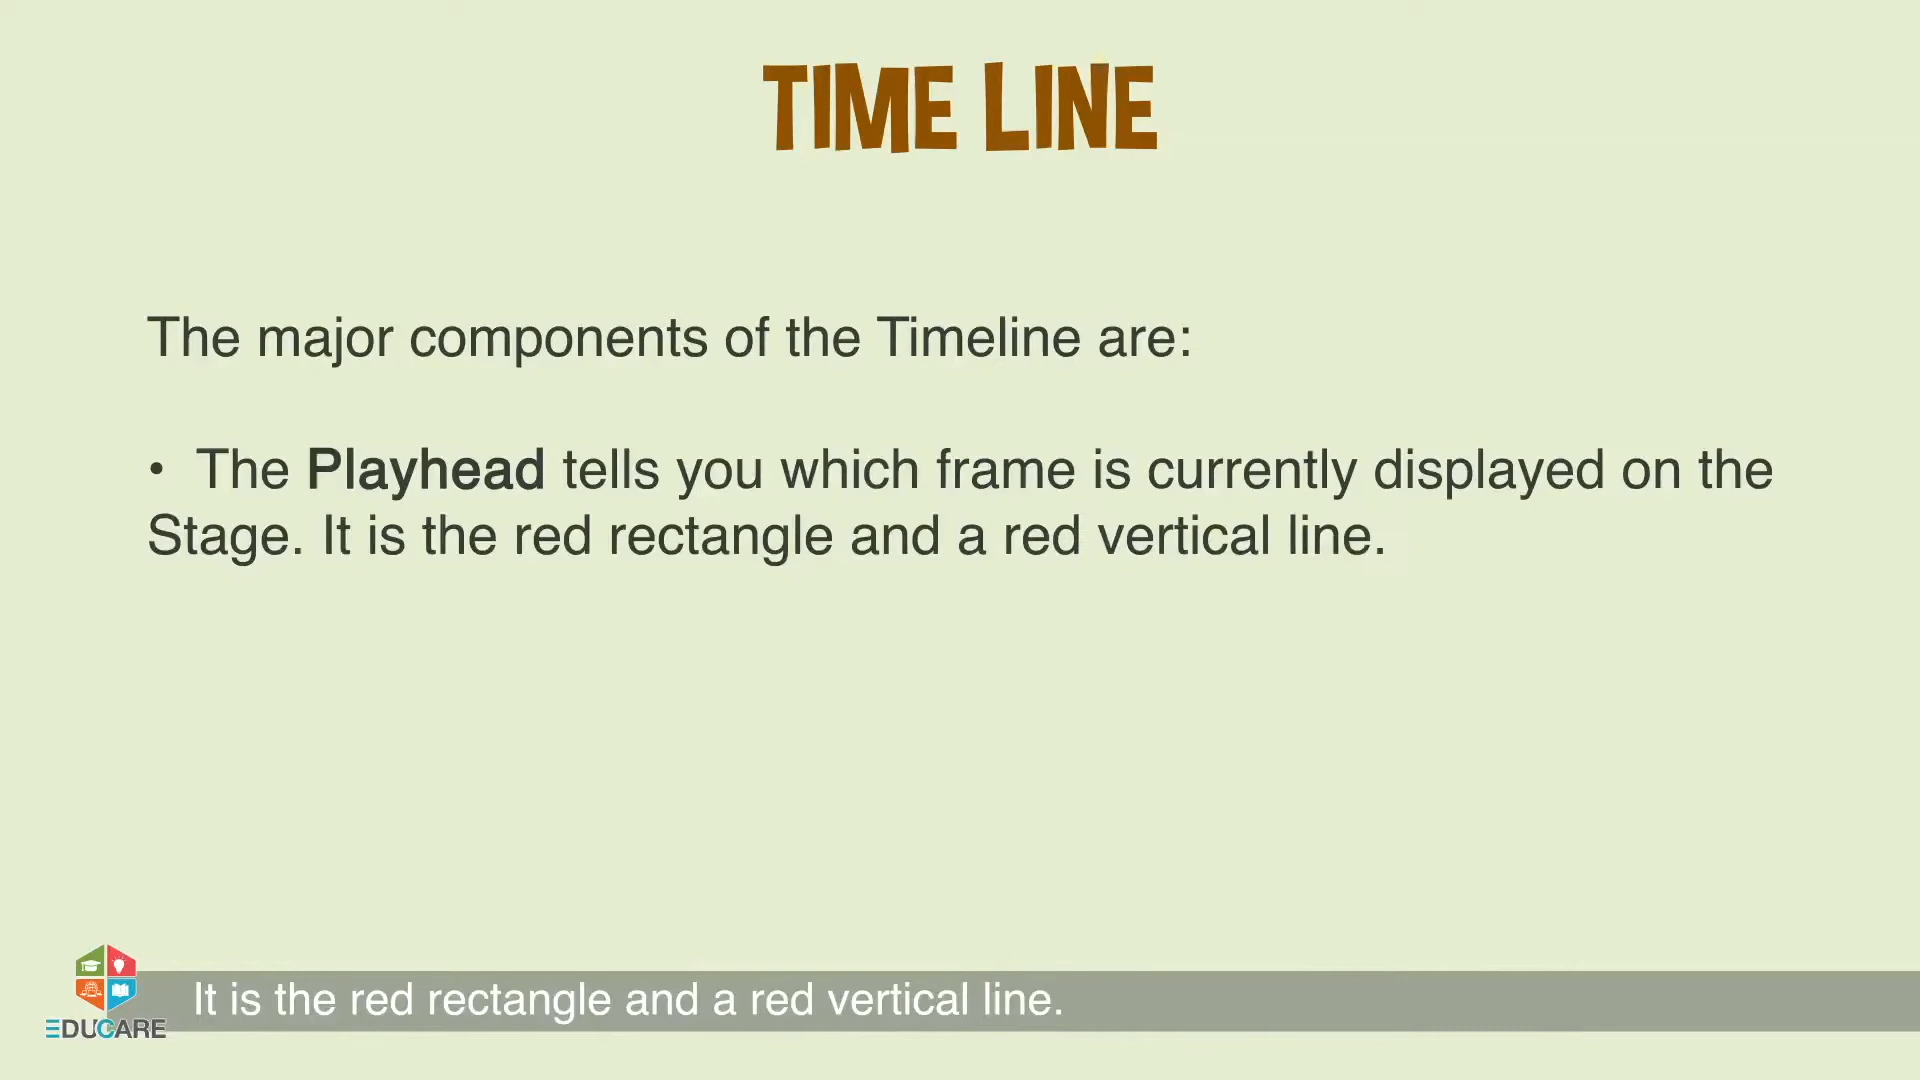 TIME LINE
The major components of the Timeline are:
• The Playhead tells you which frame is currently displayed on the
Stage. It is the red rectangle and a red vertical line.
It is the red rectangle and a red vertical line.
EDUCARE